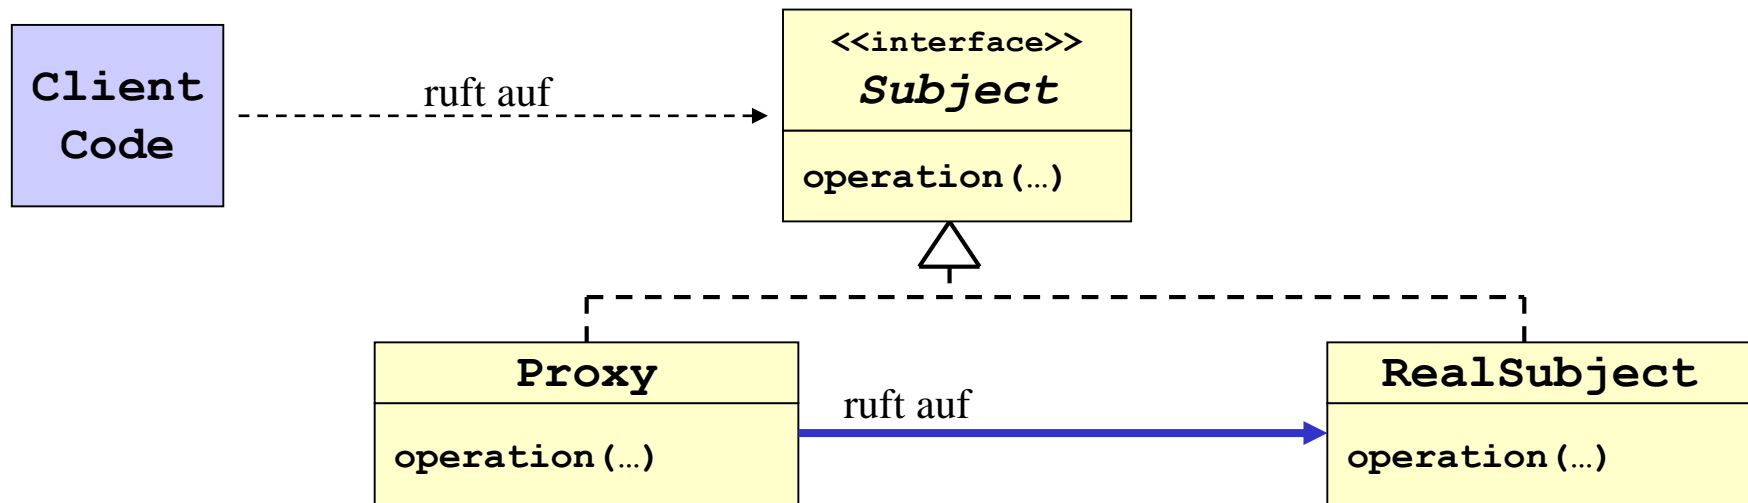 Client
Code
ruft auf
<<interface>>
Subject
operation(…)
Proxy
operation(…)
ruft auf
RealSubject
operation(…)